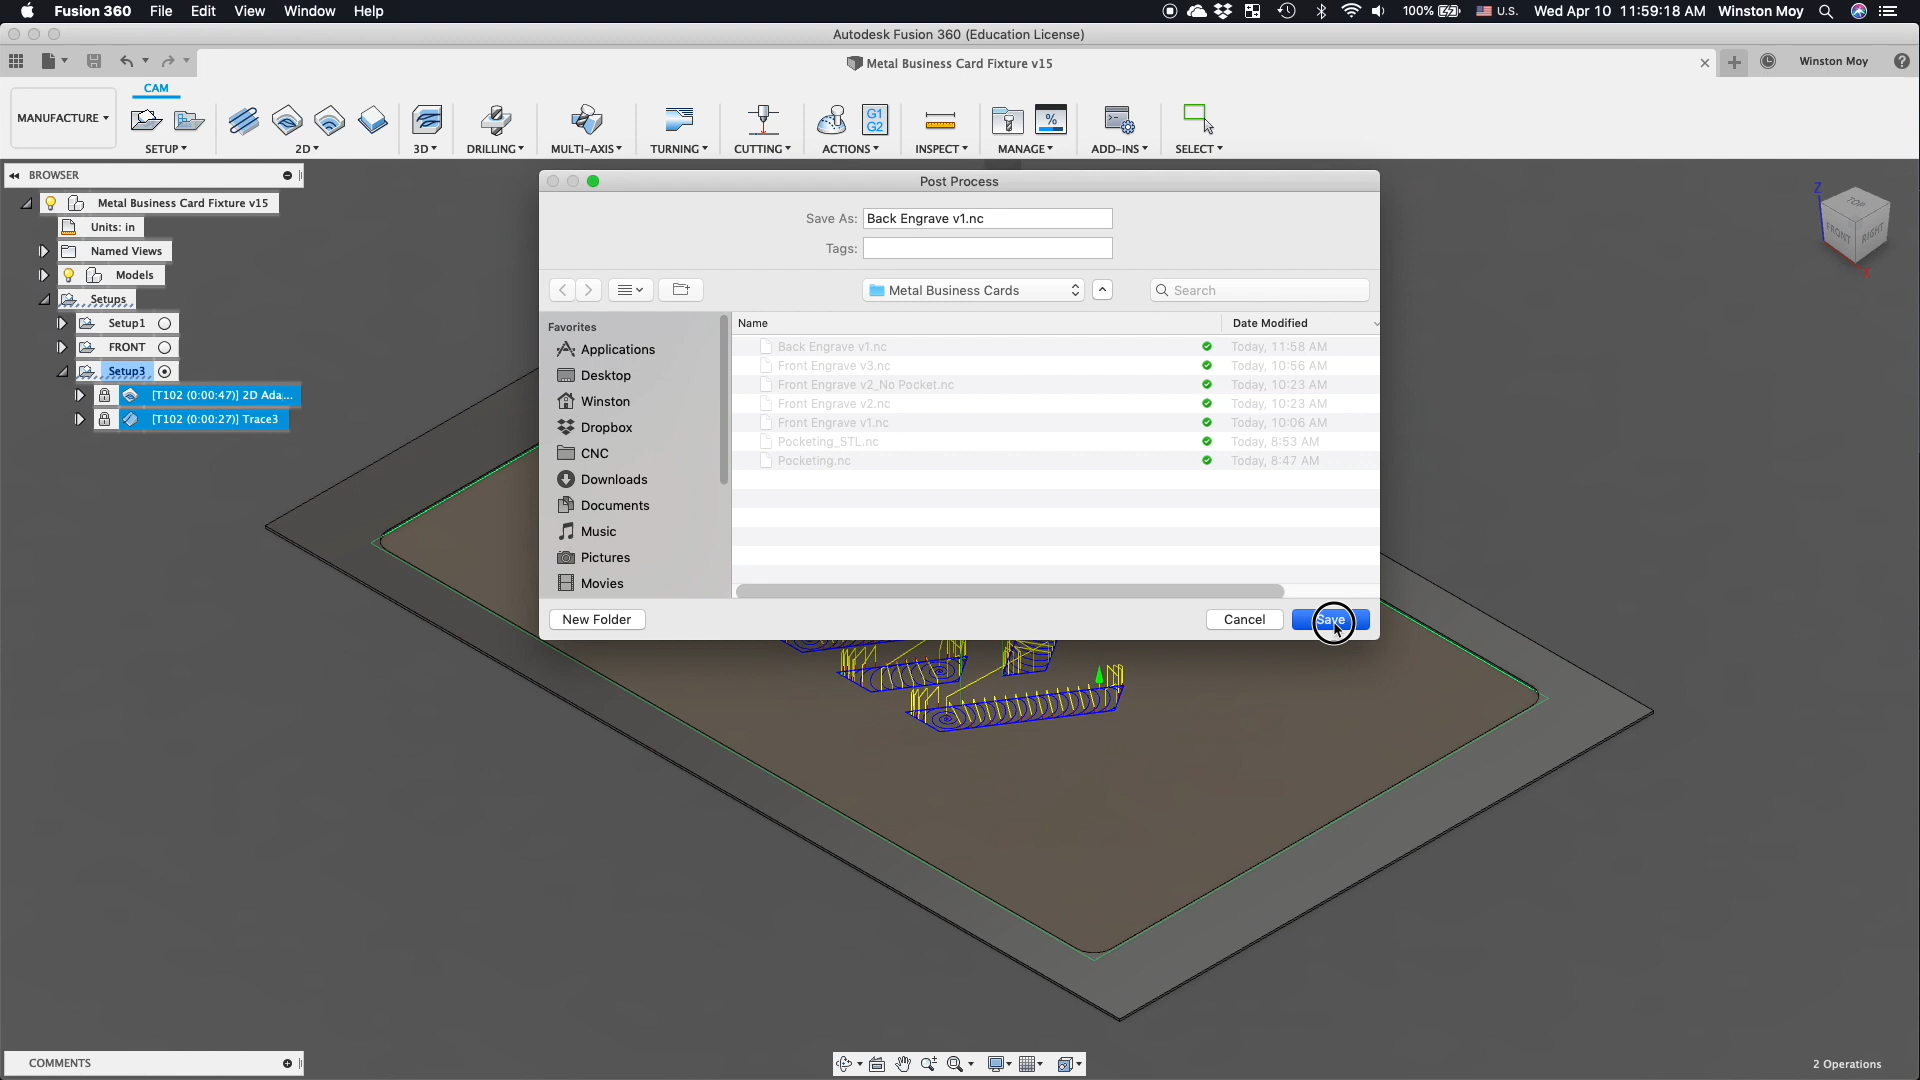 Fusion 360 File Edit View Window Help 100% U.S. Wed Apr 10 11:59:18 AM Winston Moy
Autodesk Fusion 360 (Education License)
Metal Business Card Fixture v15 Winston Moy
CAM
MANUFACTURE
G1
G2
%
SETUP 2D 3D DRILLING MULTI-AXIS TURNING CUTTING ACTIONS INSPECT MANAGE ADD-INS SELECT
BROWSER
Metal Business Card Fixture v15
Units: in
Named Views
Models
Setups
Setup1
FRONT
Setup3
[T102 (0:00:47)] 2D Ada...
[T102 (0:00:27)] Trace3
Post Process
Save As: Back Engrave v1.nc
Tags:
Metal Business Cards Search
Favorites
Applications
Desktop
Winston
Dropbox
CNC
Downloads
Documents
Music
Pictures
Movies
Name Date Modified
Back Engrave v1.nc Today, 11:58 AM
Front Engrave v3.nc Today, 10:56 AM
Front Engrave v2_No Pocket.nc Today, 10:23 AM
Front Engrave v2.nc Today, 10:23 AM
Front Engrave v1.nc Today, 10:06 AM
Pocketing_STL.nc Today, 8:53 AM
Pocketing.nc Today, 8:47 AM
New Folder Cancel Save
Z
TOP
FRONT RIGHT
X
COMMENTS
2 Operations